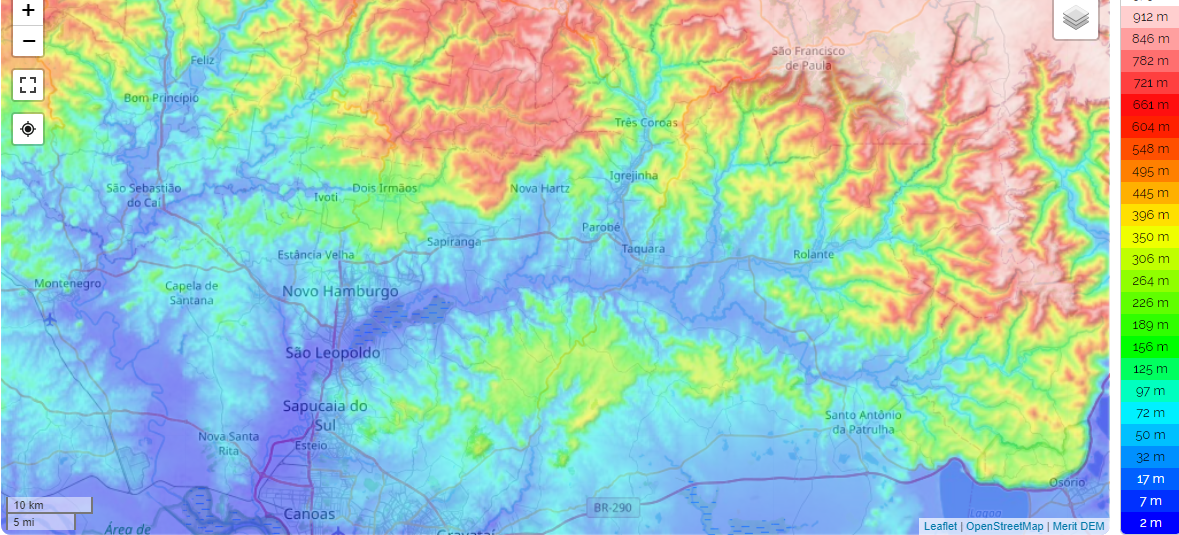 +
−
Feliz
São Francisco
de Paula
Bom Princípio
Três Coroas
São Sebastião
do Caí
Ivoti
Dois Irmãos
Nova Hartz
Igrejinha
Parobé
Sapiranga
Taquara
Estância Velha
Rolante
Montenegro
Capela de
Santana
Novo Hamburgo
São Leopoldo
Sapucaia do
Sul
Santo Antônio
da Patrulha
Nova Santa
Rita
Esteio
Osório
10 km
5 mi
BR-290
Canoas
Lagoa
Área de
Gravataí
Leaflet | OpenStreetMap | Merit DEM
912 m
846 m
782 m
721 m
661 m
604 m
548 m
495 m
445 m
396 m
350 m
306 m
264 m
226 m
189 m
156 m
125 m
97 m
72 m
50 m
32 m
17 m
7 m
2 m